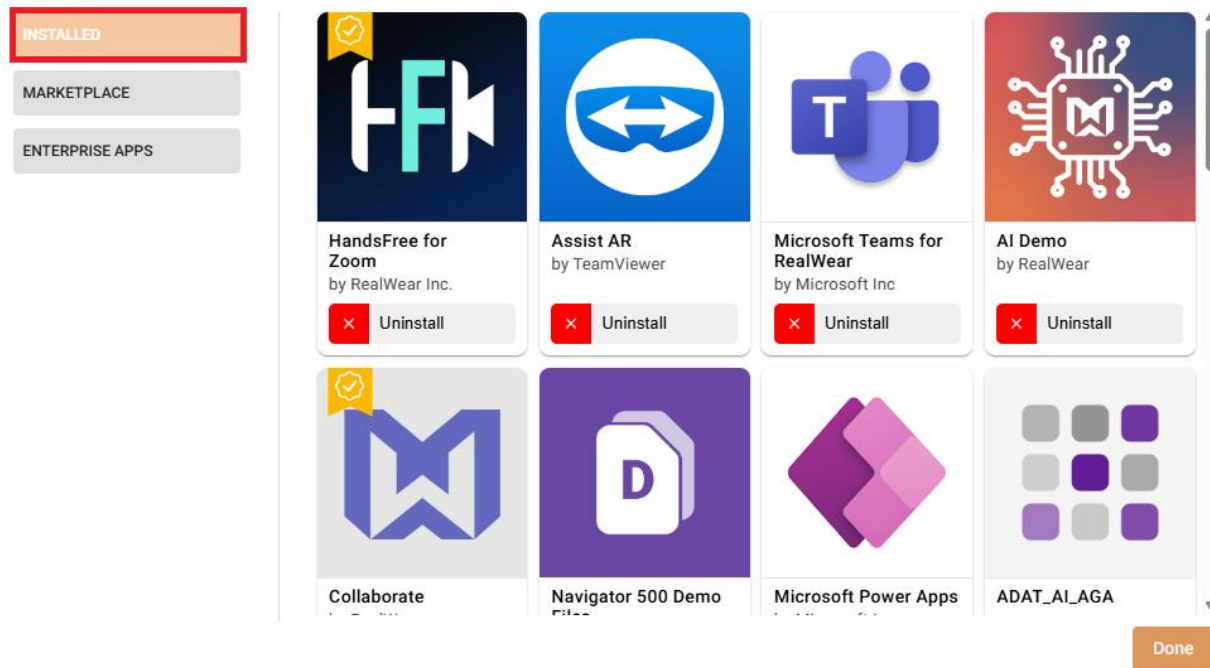 INSTALLED
MARKETPLACE
ENTERPRISE APPS
HandsFree for
Zoom
by RealWear Inc.
Uninstall
Assist AR
by TeamViewer
Uninstall
Microsoft Teams for
RealWear
by Microsoft Inc
Uninstall
AI Demo
by RealWear
Uninstall
Collaborate
D
Navigator 500 Demo
Microsoft Power Apps
ADAT_AI_AGA
Done